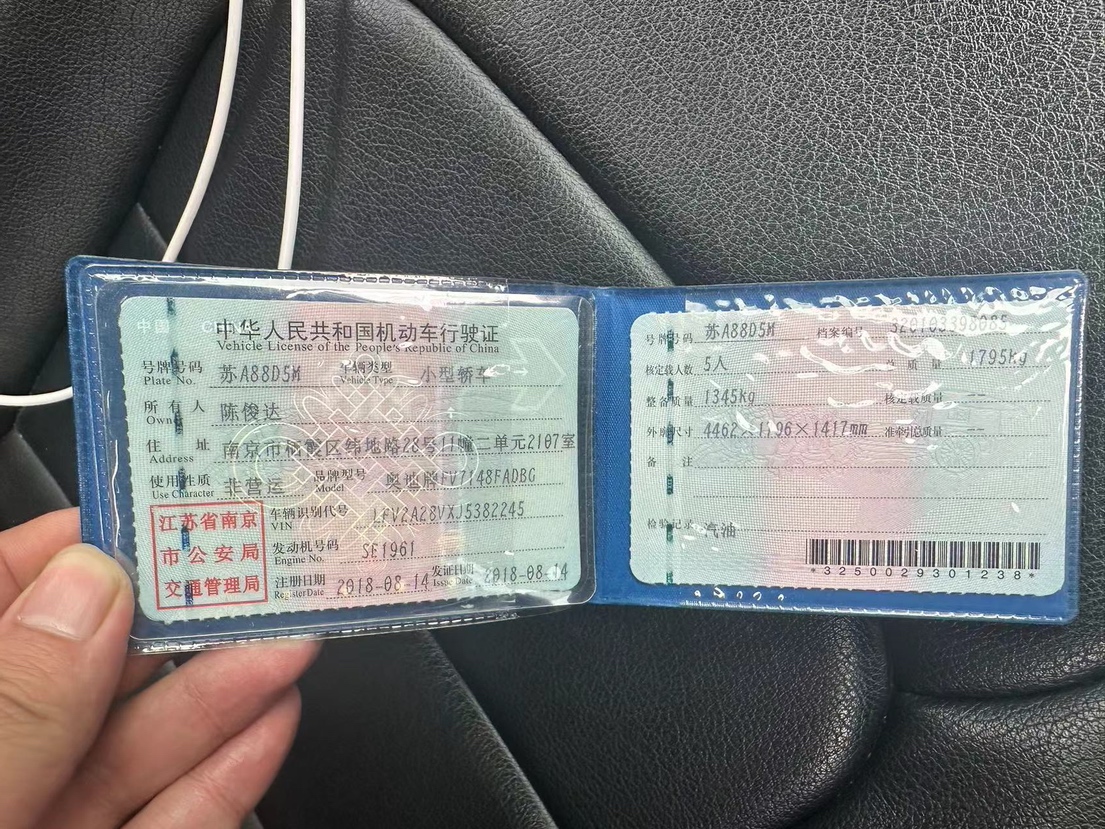 中国 CHINA
中华人民共和国机动车行驶证
Vehicle License of the People's Republic of China
号牌号码 苏A88D5M 车辆类型 小型轿车
Plate No. Vehicle Type
所有人 陈俊达
Owner
住址 南京市栖霞区纬地路28号11幢二单元2107室
Address
使用性质 非营运 品牌型号 奥迪牌FV7148FADBG
Use Character Model
江苏省南京
市公安局
交通管理局
车辆识别代号 LFV2A28VXJ5382245
VIN
发动机号码 SE1961
Engine No.
注册日期 2018-08-14 发证日期 2018-08-14
Register Date Issue Date
号牌号码 苏A88D5M 档案编号
核定载人数 5人 总质量 1795kg
整备质量 1345kg 核定载质量 --
外廓尺寸 4462×1796×1417mm 准牵引总质量 --
备注
检验记录 汽油
*3250029301238*